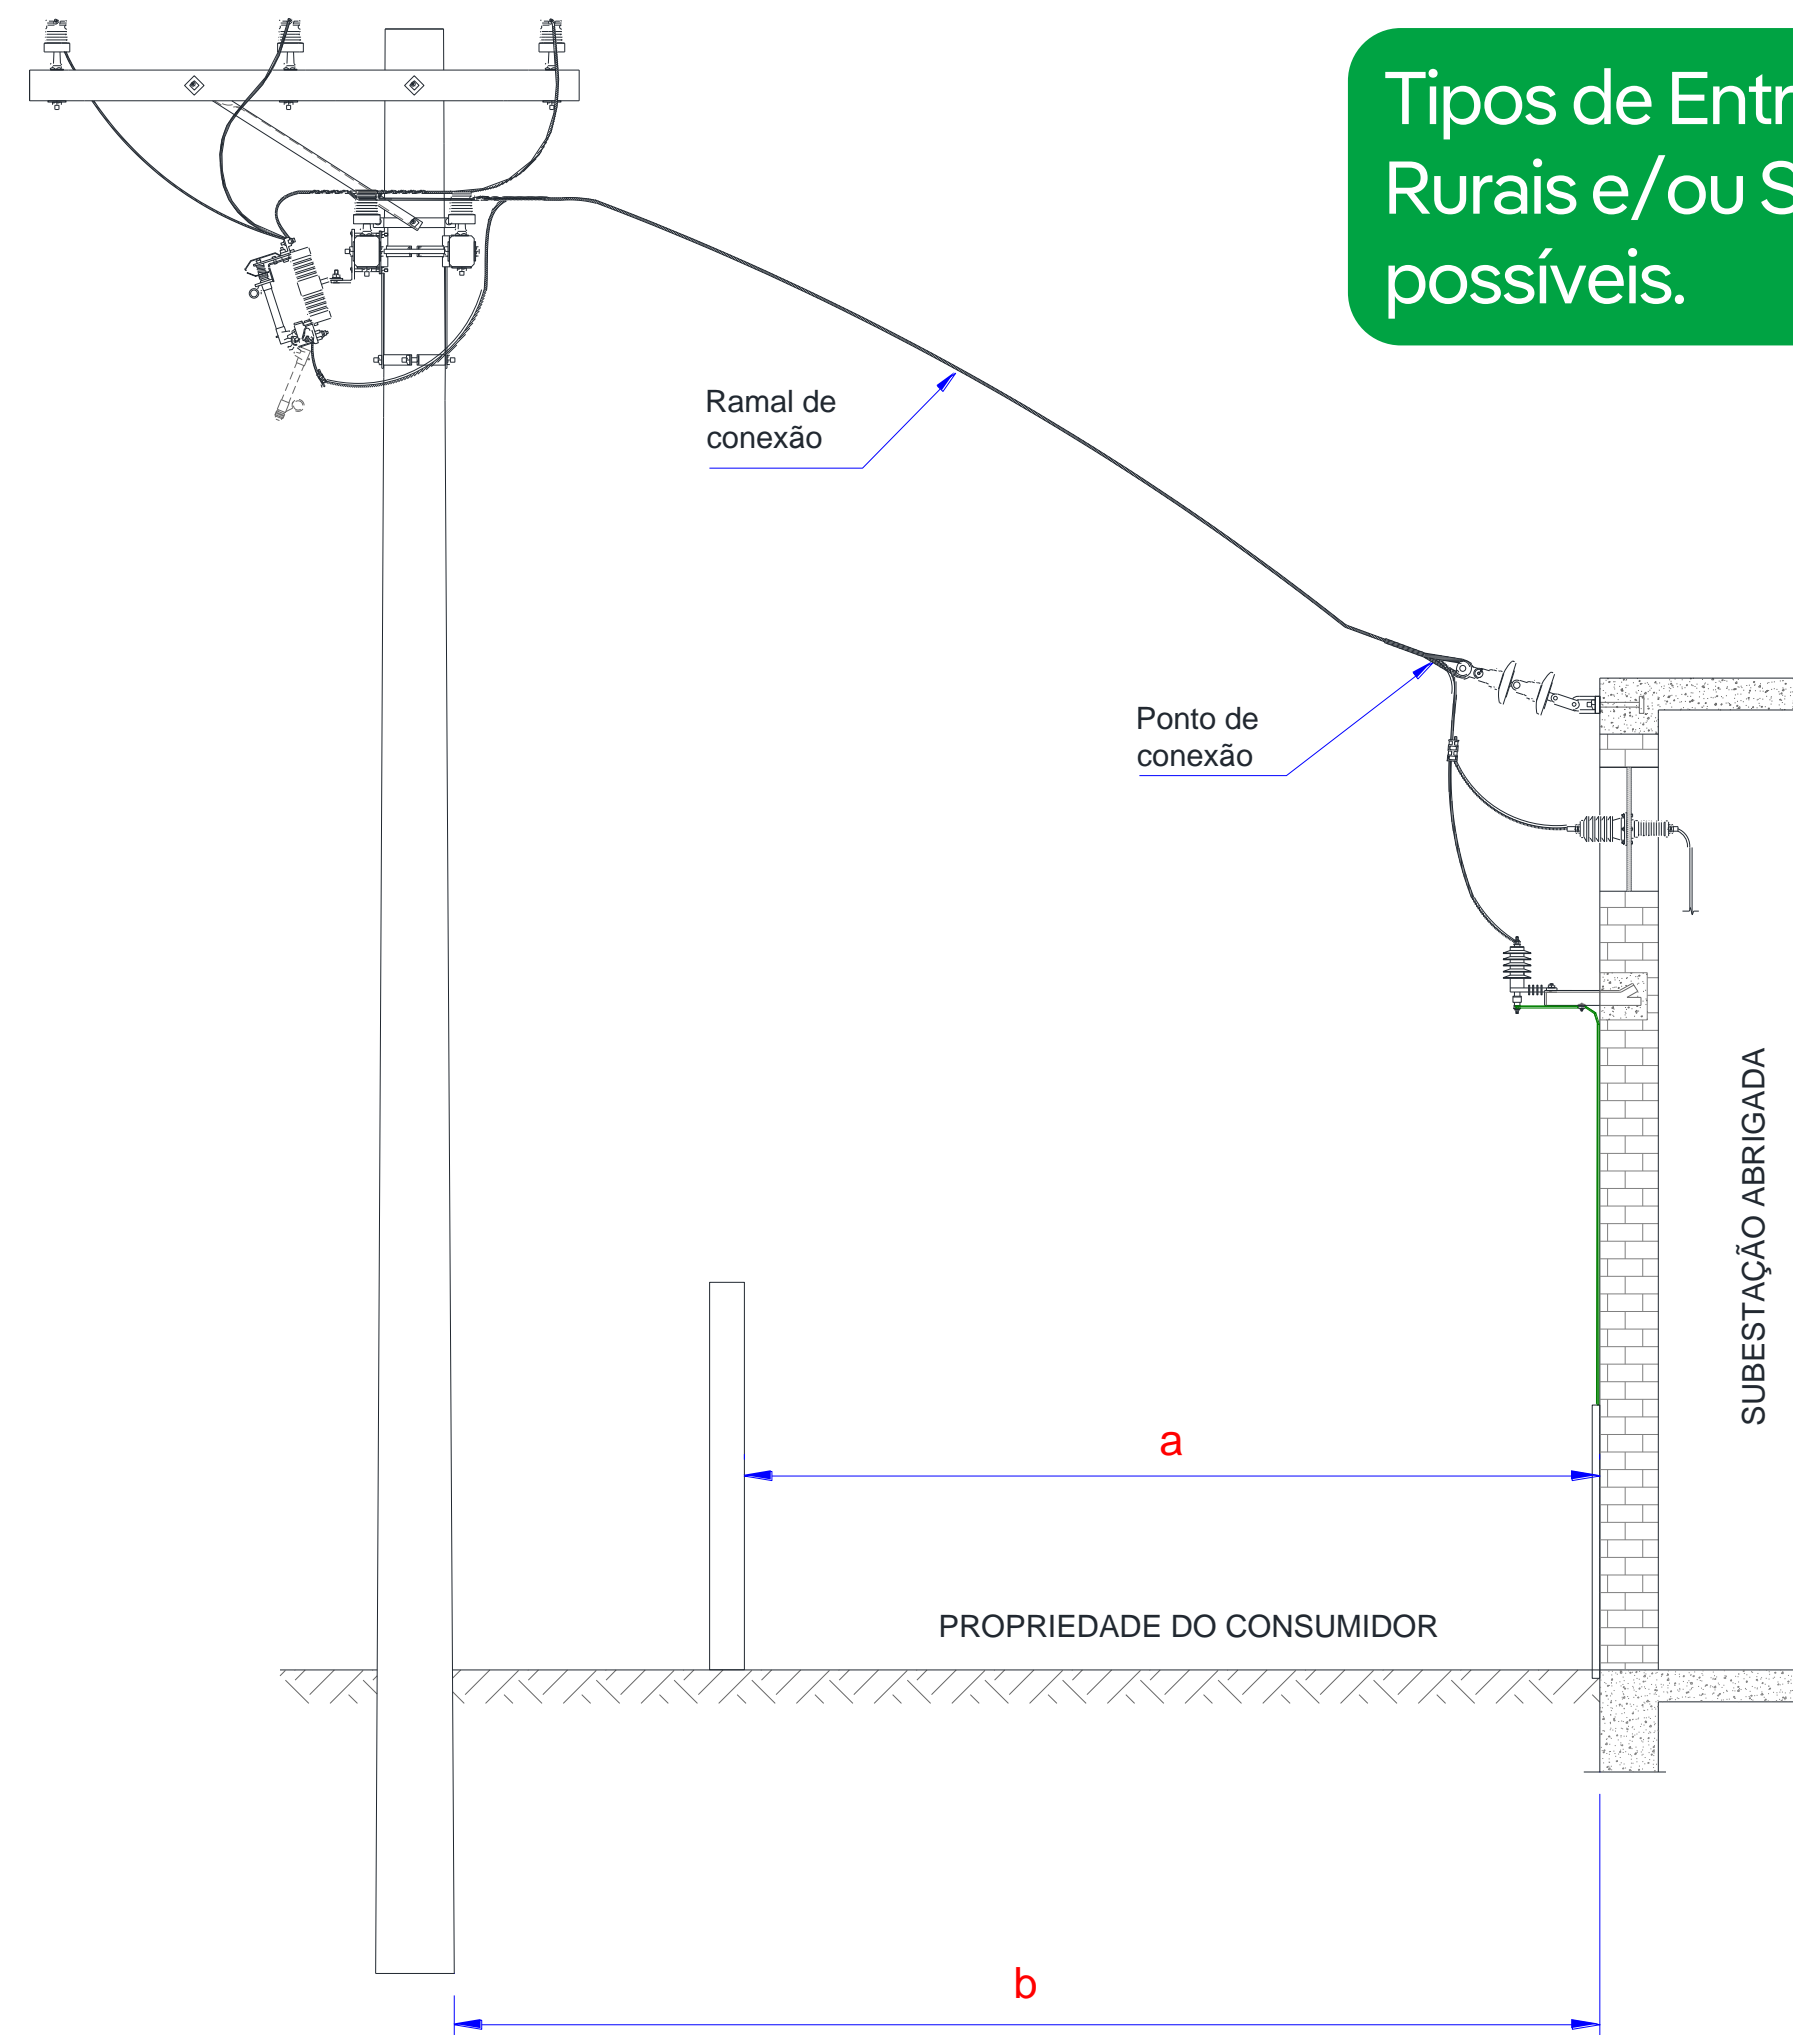 Tipos de Entr
Rurais e/ou S
possíveis.
Ramal de
conexão
Ponto de
conexão
SUBESTAÇÃO ABRIGADA
a
PROPRIEDADE DO CONSUMIDOR
b